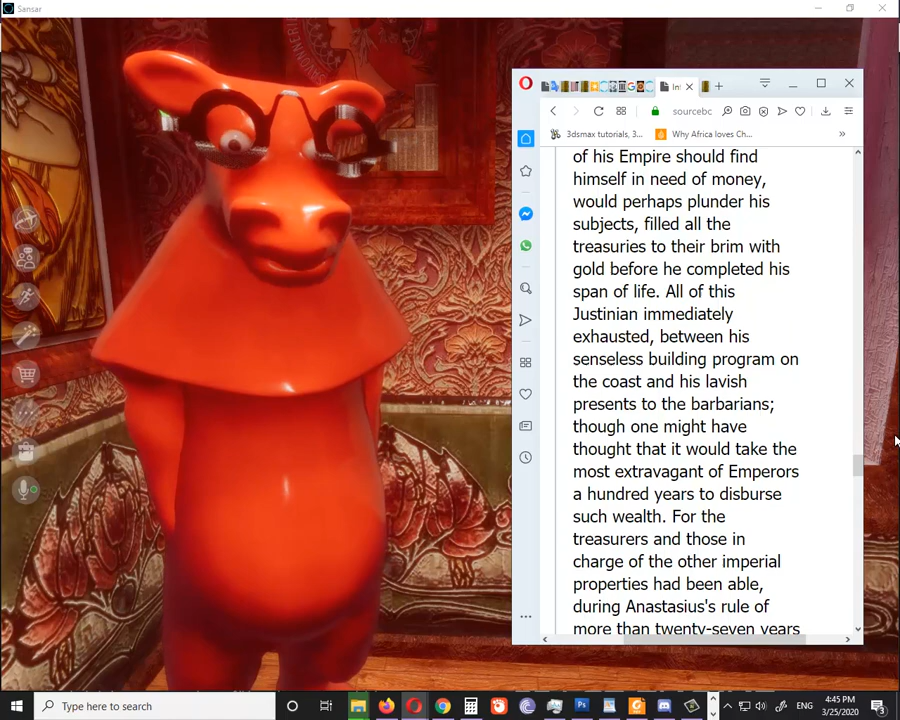 Sansar
Int
sourcebc
3dsmax tutorials, 3...
Why Africa loves Ch...
of his Empire should find
himself in need of money,
would perhaps plunder his
subjects, filled all the
treasuries to their brim with
gold before he completed his
span of life. All of this
Justinian immediately
exhausted, between his
senseless building program on
the coast and his lavish
presents to the barbarians;
though one might have
thought that it would take the
most extravagant of Emperors
a hundred years to disburse
such wealth. For the
treasurers and those in
charge of the other imperial
properties had been able,
during Anastasius's rule of
more than twenty-seven years
Type here to search
ENG
4:45 PM
3/25/2020
3